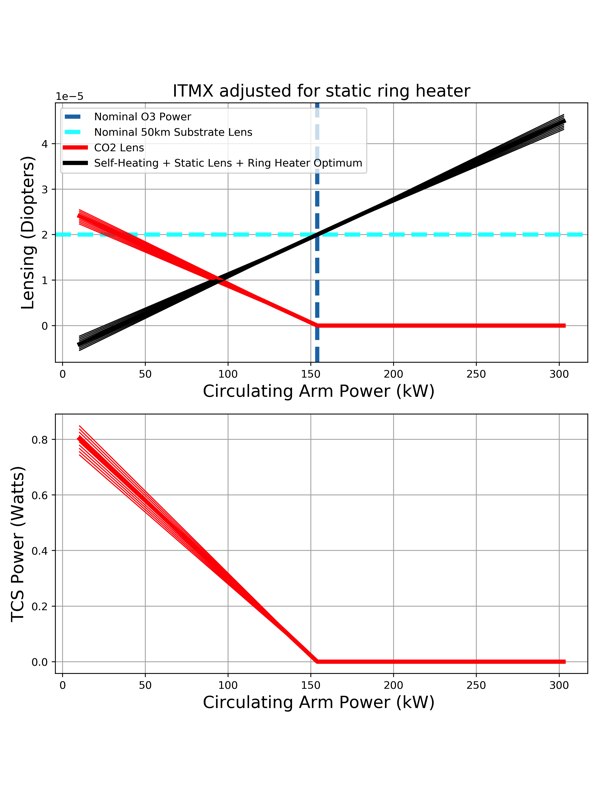 ITMX adjusted for static ring heater
1e−5
Nominal O3 Power
Nominal 50km Substrate Lens
CO2 Lens
Self-Heating + Static Lens + Ring Heater Optimum
Lensing (Diopters)
4
3
2
1
0
0 50 100 150 200 250 300
Circulating Arm Power (kW)
TCS Power (Watts)
0.8
0.6
0.4
0.2
0.0
0 50 100 150 200 250 300
Circulating Arm Power (kW)